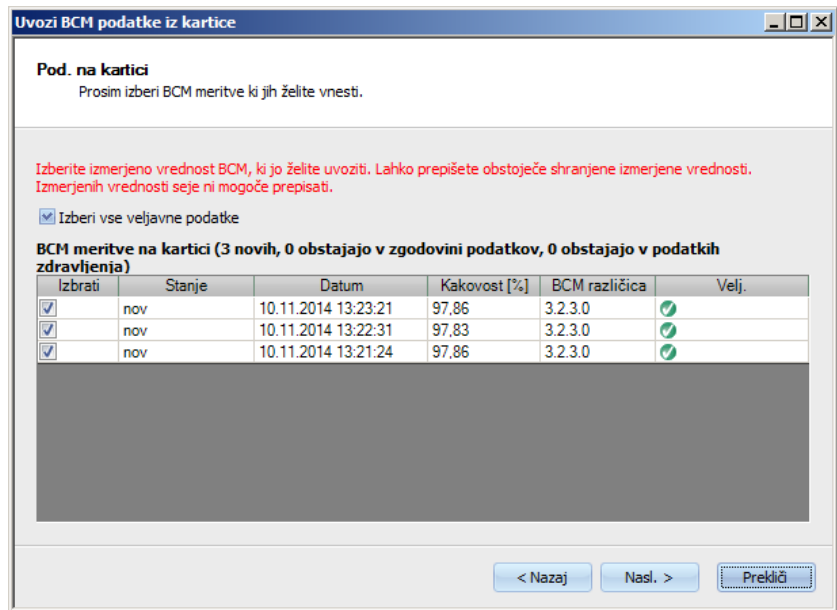 Uvozi BCM podatke iz kartice
Pod. na kartici
Prosim izberi BCM meritve ki jih želite vnesti.
Izberite izmerjeno vrednost BCM, ki jo želite uvoziti. Lahko prepišete obstoječe shranjene izmerjene vrednosti.
Izmerjenih vrednosti seje ni mogoče prepisati.
Izberi vse veljavne podatke
BCM meritve na kartici (3 novih, 0 obstajajo v zgodovini podatkov, 0 obstajajo v podatkih
zdravljenja)
Izbrati Stanje Datum Kakovost [%] BCM različica Velj.
nov 10.11.2014 13:23:21 97,86 3.2.3.0
nov 10.11.2014 13:22:31 97,83 3.2.3.0
nov 10.11.2014 13:21:24 97,86 3.2.3.0
< Nazaj Nasl. > Prekliči